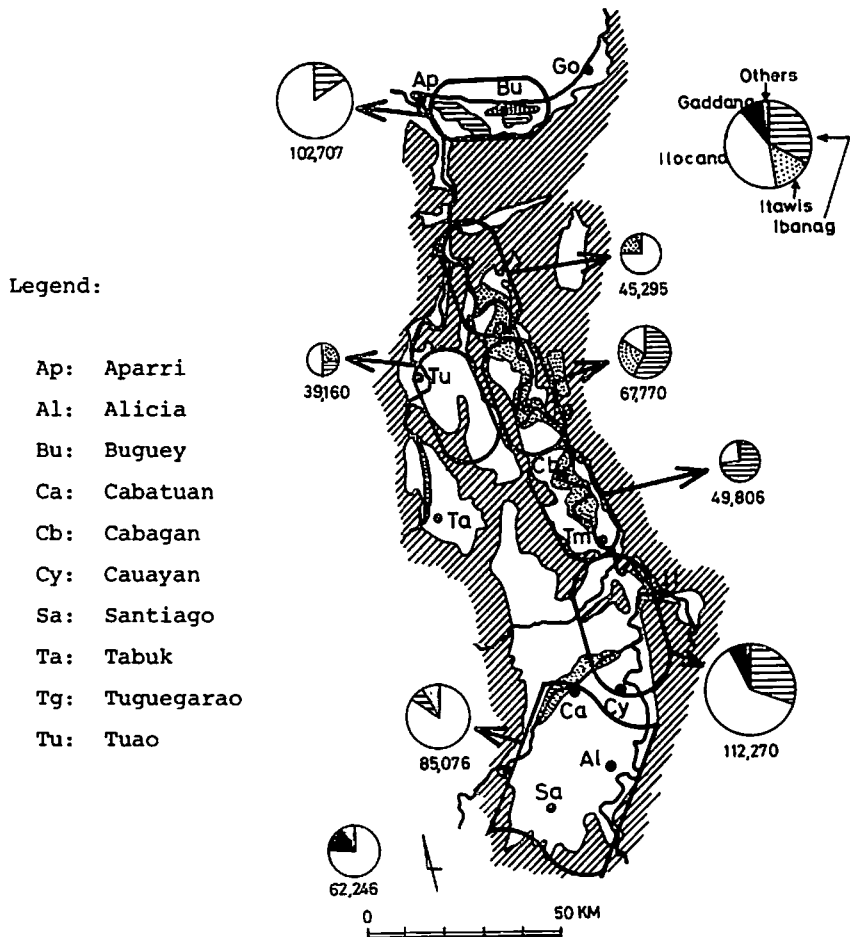 Go
Ap
Bu
102,707
Others
Gaddang
Ilocano
Itawis
Ibanag
45,295
Legend:
Ap: Aparri
Al: Alicia
Bu: Buguey
Ca: Cabatuan
Cb: Cabagan
Cy: Cauayan
Sa: Santiago
Ta: Tabuk
Tg: Tuguegarao
Tu: Tuao
39,160
Tu
67,770
Cb
49,806
Ta
Tm
Ca
Cy
85,076
112,270
Al
Sa
62,246
0
50 KM